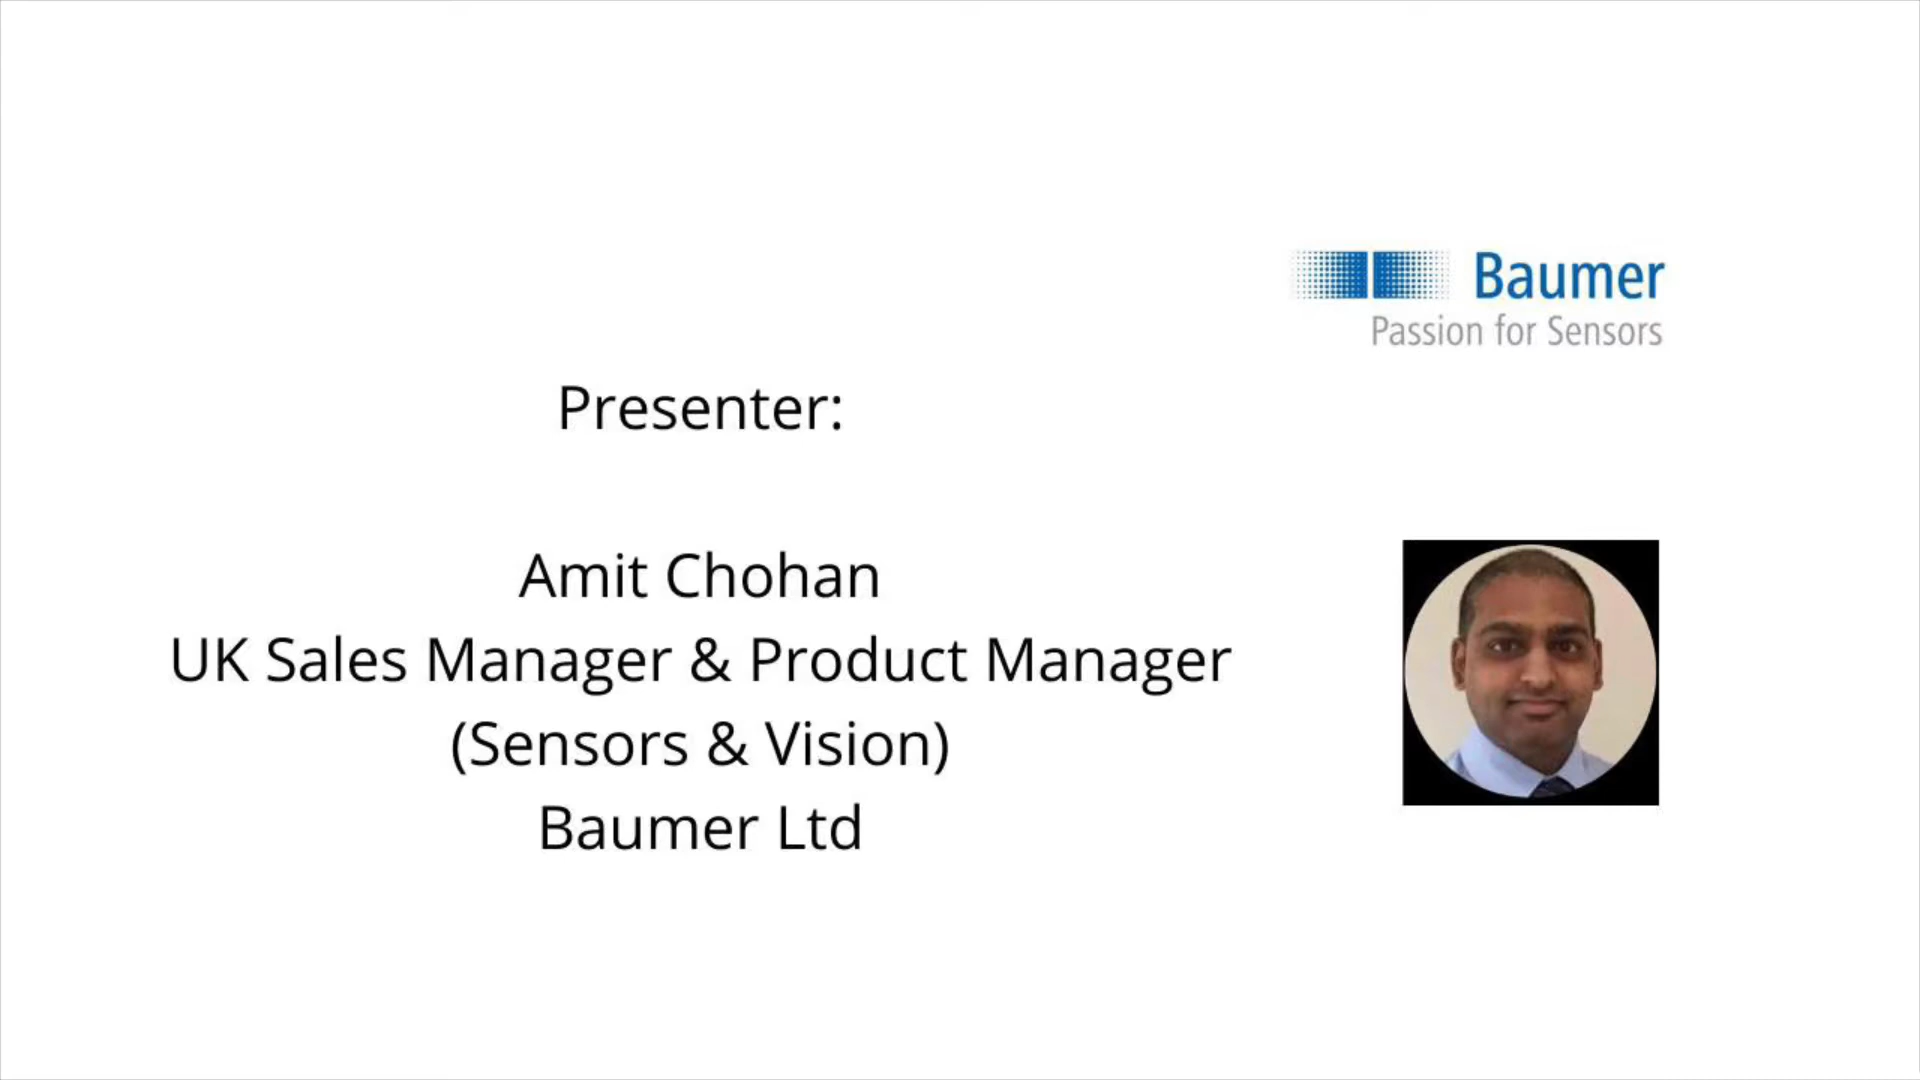 Baumer
Passion for Sensors
Presenter:
Amit Chohan
UK Sales Manager & Product Manager
(Sensors & Vision)
Baumer Ltd